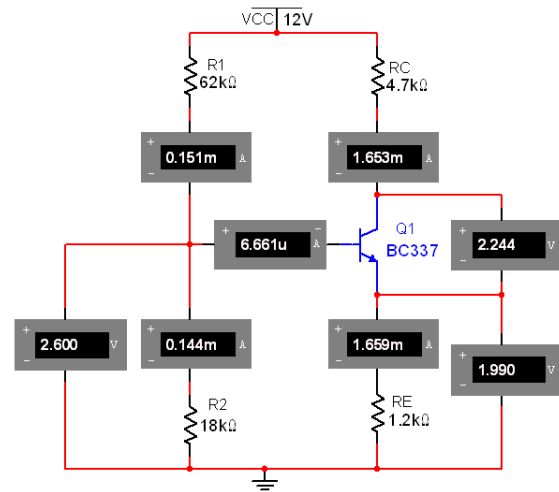 VCC 12V
R1
62kΩ
RC
4.7kΩ
+ 0.151m A −
+ 1.653m A −
+ 6.661u A −
Q1
BC337
+ 2.244 V −
+ 2.600 V −
+ 0.144m A −
+ 1.659m A −
+ 1.990 V −
R2
18kΩ
RE
1.2kΩ